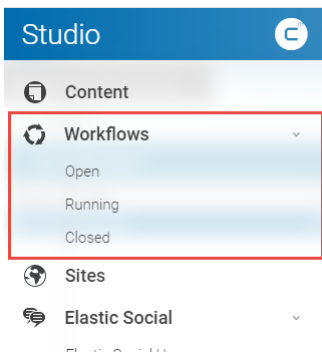 Studio
Content
Workflows
Open
Running
Closed
Sites
Elastic Social